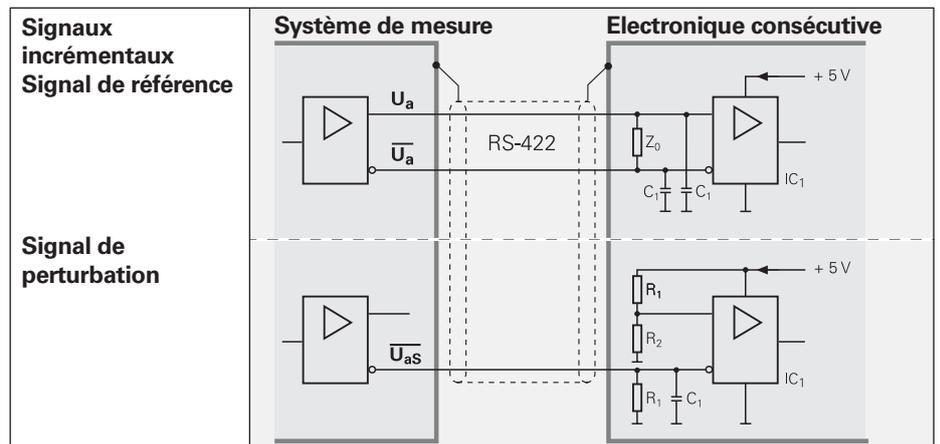 Signaux
incrémentaux
Signal de référence
Système de mesure
Electronique consécutive
+ 5 V
Ua
RS-422
Z0
Ua
C1
C1
IC1
Signal de
perturbation
+ 5 V
R1
R2
UaS
R1
C1
IC1